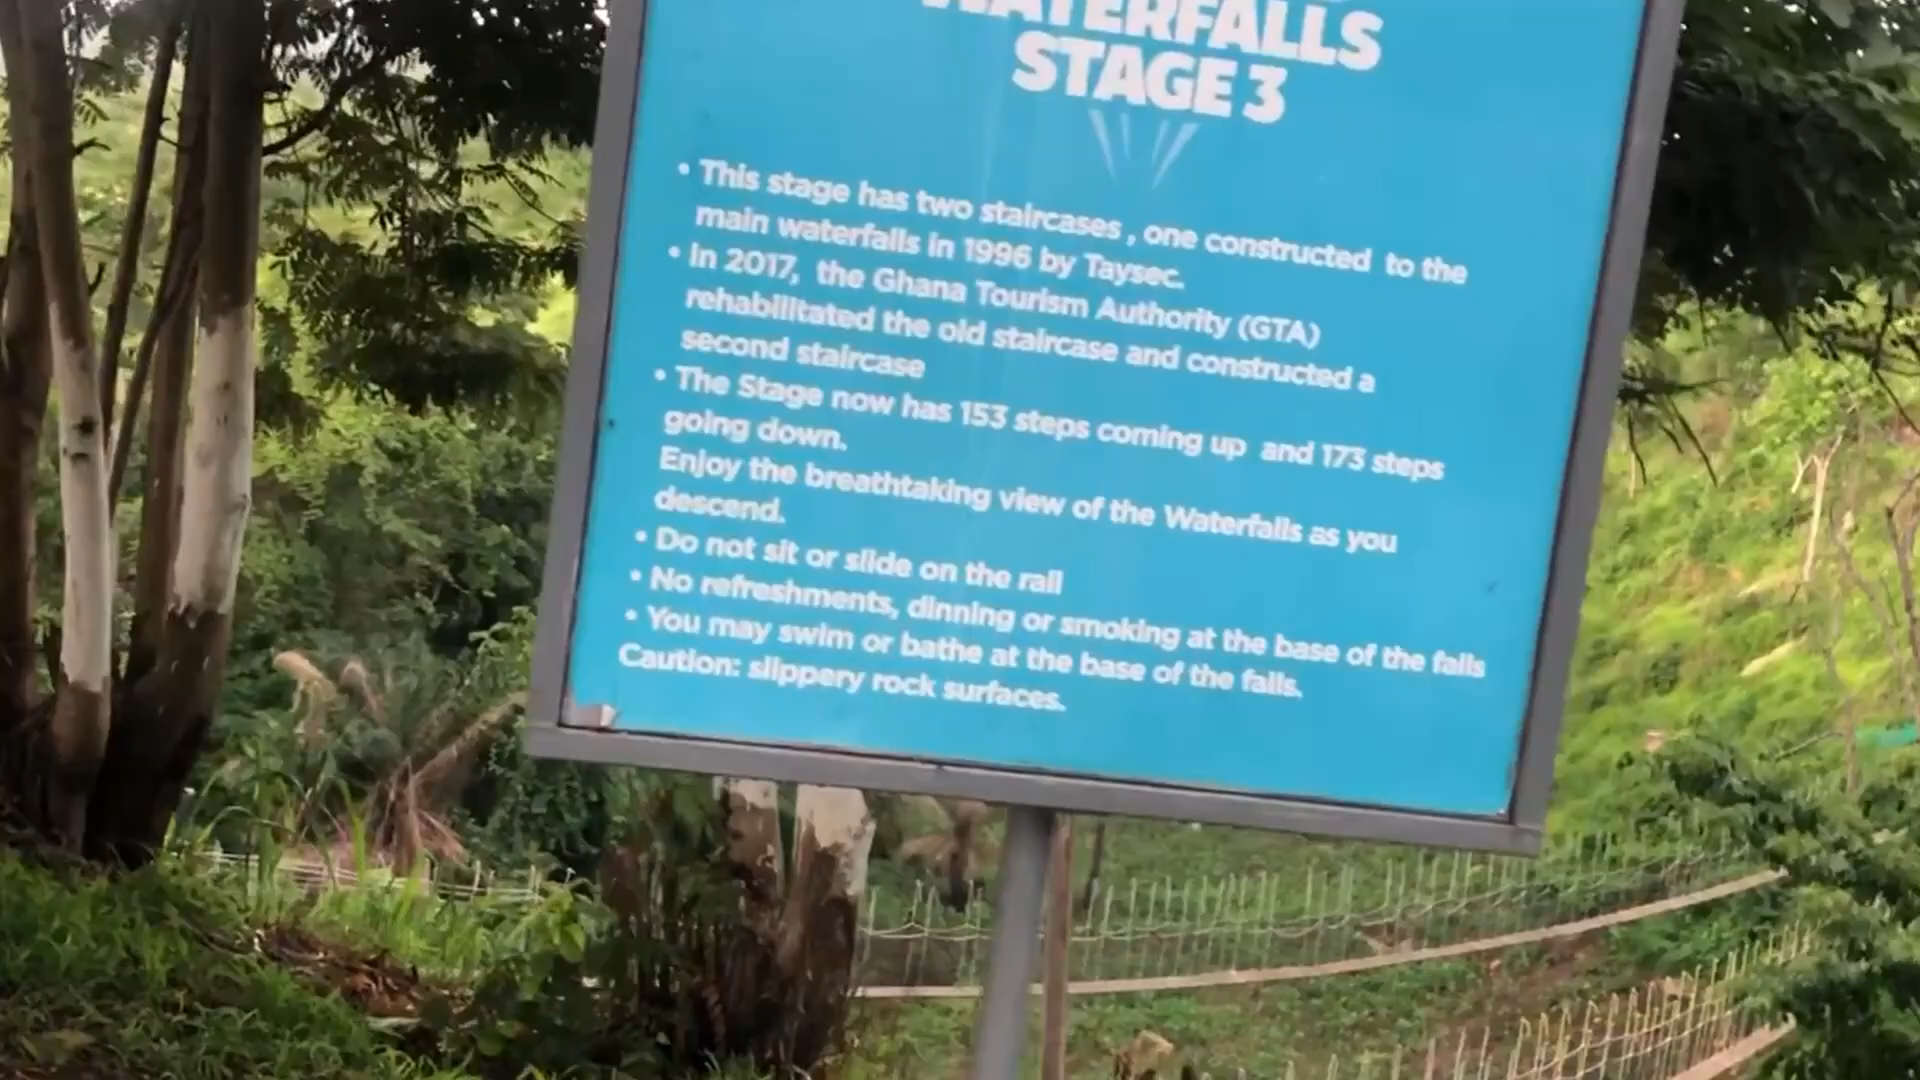 WATERFALLS
STAGE 3
• This stage has two staircases , one constructed to the
main waterfalls in 1996 by Taysec.
• In 2017, the Ghana Tourism Authority (GTA)
rehabilitated the old staircase and constructed a
second staircase
• The Stage now has 153 steps coming up and 173 steps
going down.
Enjoy the breathtaking view of the Waterfalls as you
descend.
• Do not sit or slide on the rail
• No refreshments, dinning or smoking at the base of the falls
• You may swim or bathe at the base of the falls.
Caution: slippery rock surfaces.